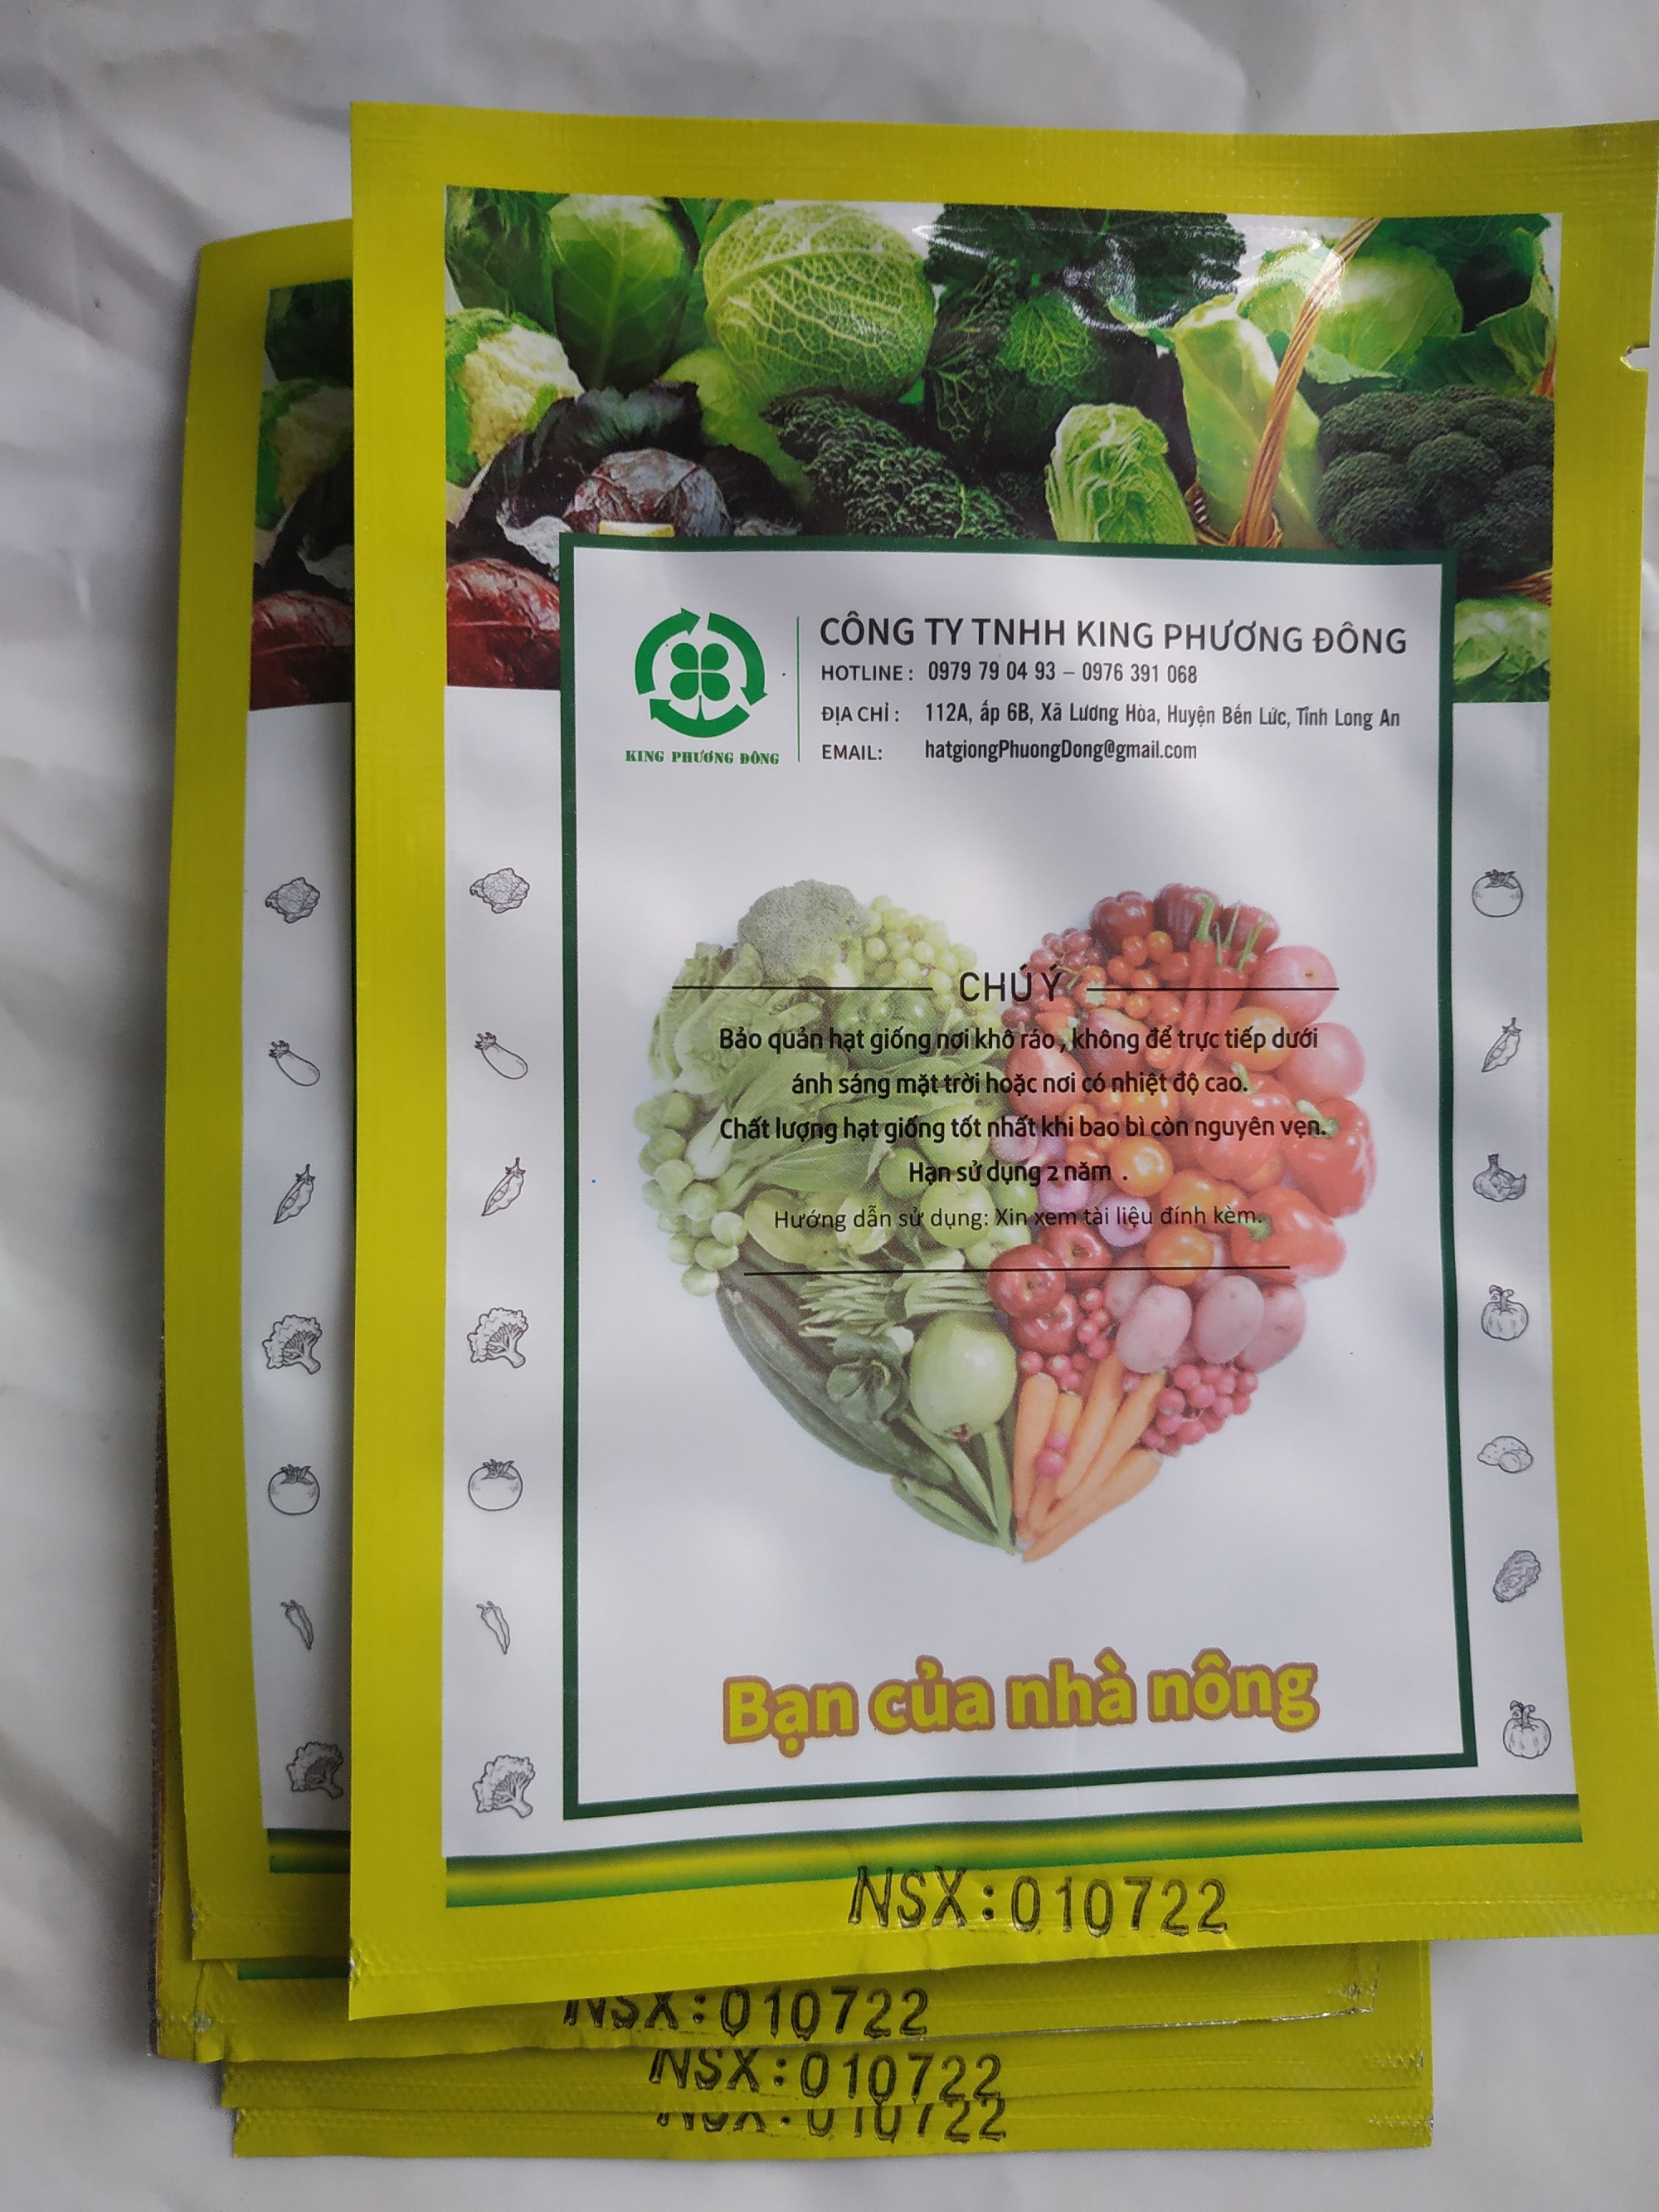 CÔNG TY TNHH KING PHƯƠNG ĐÔNG
HOTLINE : 0979 79 04 93 – 0976 391 068
ĐỊA CHỈ : 112A, ấp 6B, Xã Lương Hòa, Huyện Bến Lức, Tỉnh Long An
EMAIL: hatgiongPhuongDong@gmail.com
KING PHƯƠNG ĐÔNG
CHÚ Ý
Bảo quản hạt giống nơi khô ráo , không để trực tiếp dưới
ánh sáng mặt trời hoặc nơi có nhiệt độ cao.
Chất lượng hạt giống tốt nhất khi bao bì còn nguyên vẹn.
Hạn sử dụng 2 năm .
Hướng dẫn sử dụng: Xin xem tài liệu đính kèm.
Bạn của nhà nông
NSX:010722
NSX:010722
NSX:010722
NSX:010722